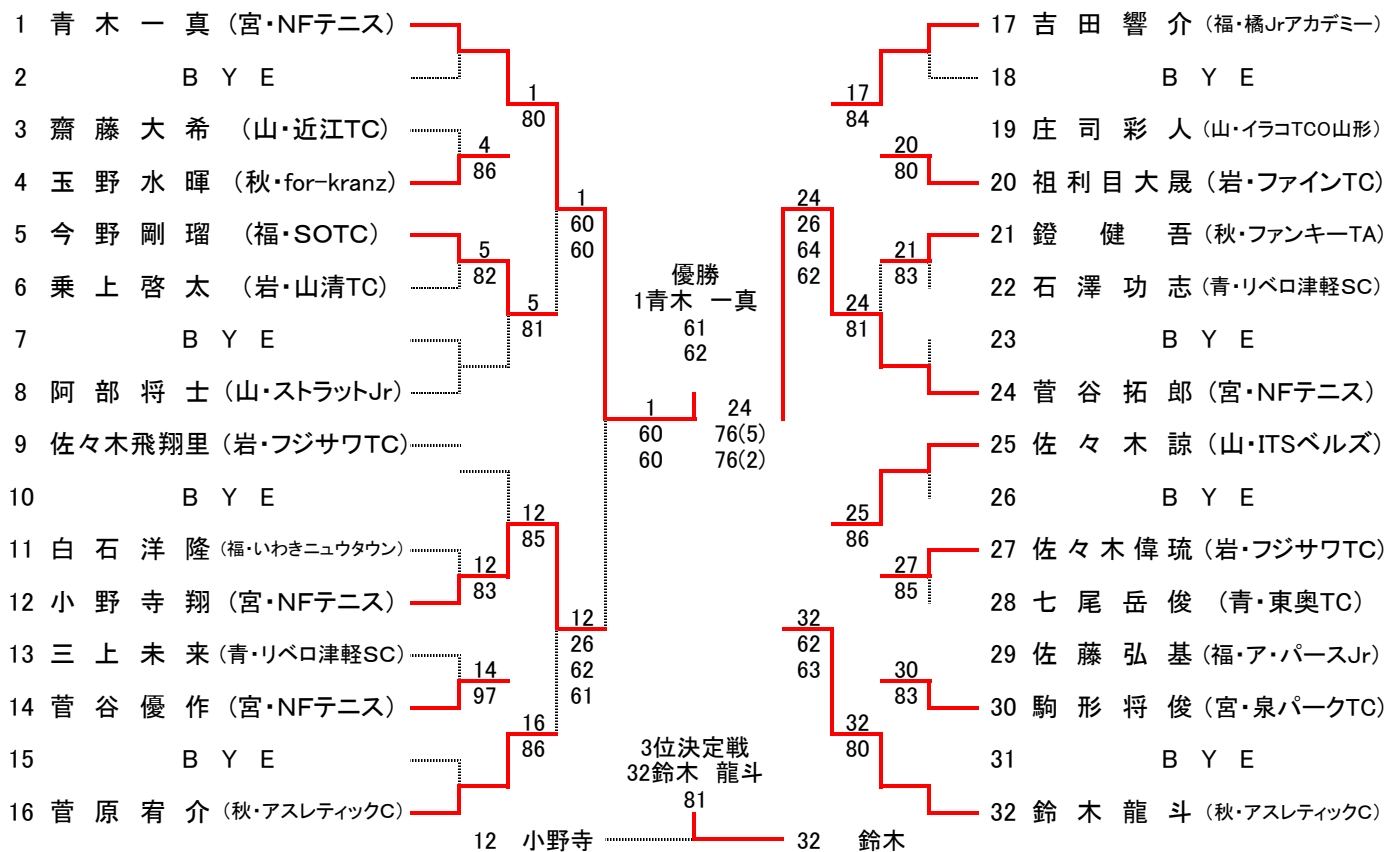 1 青木一真 (宮・NFテニス)
2 BYE
3 齋藤大希 (山・近江TC)
4 玉野水暉 (秋・for-kranz)
5 今野剛瑠 (福・SOTC)
6 乗上啓太 (岩・山清TC)
7 BYE
8 阿部将士 (山・ストラットJr)
9 佐々木飛翔里 (岩・フジサワTC)
10 BYE
11 白石洋隆 (福・いわきニュウタウン)
12 小野寺翔 (宮・NFテニス)
13 三上未来 (青・リベロ津軽SC)
14 菅谷優作 (宮・NFテニス)
15 BYE
16 菅原宥介 (秋・アスレティックC)
4
86
5
82
12
83
14
97
1
80
5
81
12
85
16
86
1
60
60
12
26
62
61
1
60
60
優勝
1青木 一真
61
62
24
76(5)
76(2)
24
26
64
62
32
62
63
17
84
24
81
25
86
32
80
20
80
21
83
27
85
30
83
17 吉田響介 (福・橘Jrアカデミー)
18 BYE
19 庄司彩人 (山・イラコTCO山形)
20 祖利目大晟 (岩・ファインTC)
21 鐙健吾 (秋・ファンキーTA)
22 石澤功志 (青・リベロ津軽SC)
23 BYE
24 菅谷拓郎 (宮・NFテニス)
25 佐々木諒 (山・ITSベルズ)
26 BYE
27 佐々木偉琉 (岩・フジサワTC)
28 七尾岳俊 (青・東奥TC)
29 佐藤弘基 (福・ア・パースJr)
30 駒形将俊 (宮・泉パークTC)
31 BYE
32 鈴木龍斗 (秋・アスレティックC)
3位決定戦
32鈴木 龍斗
81
12 小野寺
32 鈴木